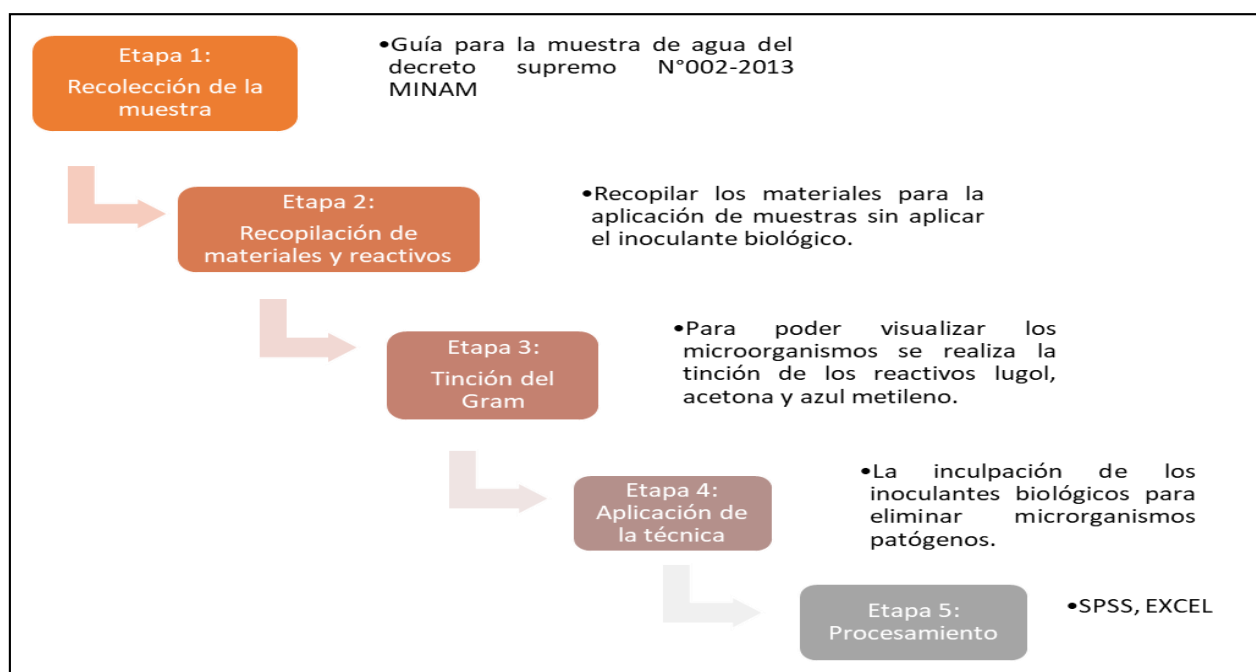 Etapa 1:
Recolección de la
muestra
•Guía para la muestra de agua del
decreto supremo N°002-2013
MINAM
Etapa 2:
Recopilación de
materiales y reactivos
•Recopilar los materiales para la
aplicación de muestras sin aplicar
el inoculante biológico.
Etapa 3:
Tinción del
Gram
•Para poder visualizar los
microorganismos se realiza la
tinción de los reactivos lugol,
acetona y azul metileno.
Etapa 4:
Aplicación de
la técnica
•La inculpación de los
inoculantes biológicos para
eliminar microrganismos
patógenos.
Etapa 5:
Procesamiento
•SPSS, EXCEL